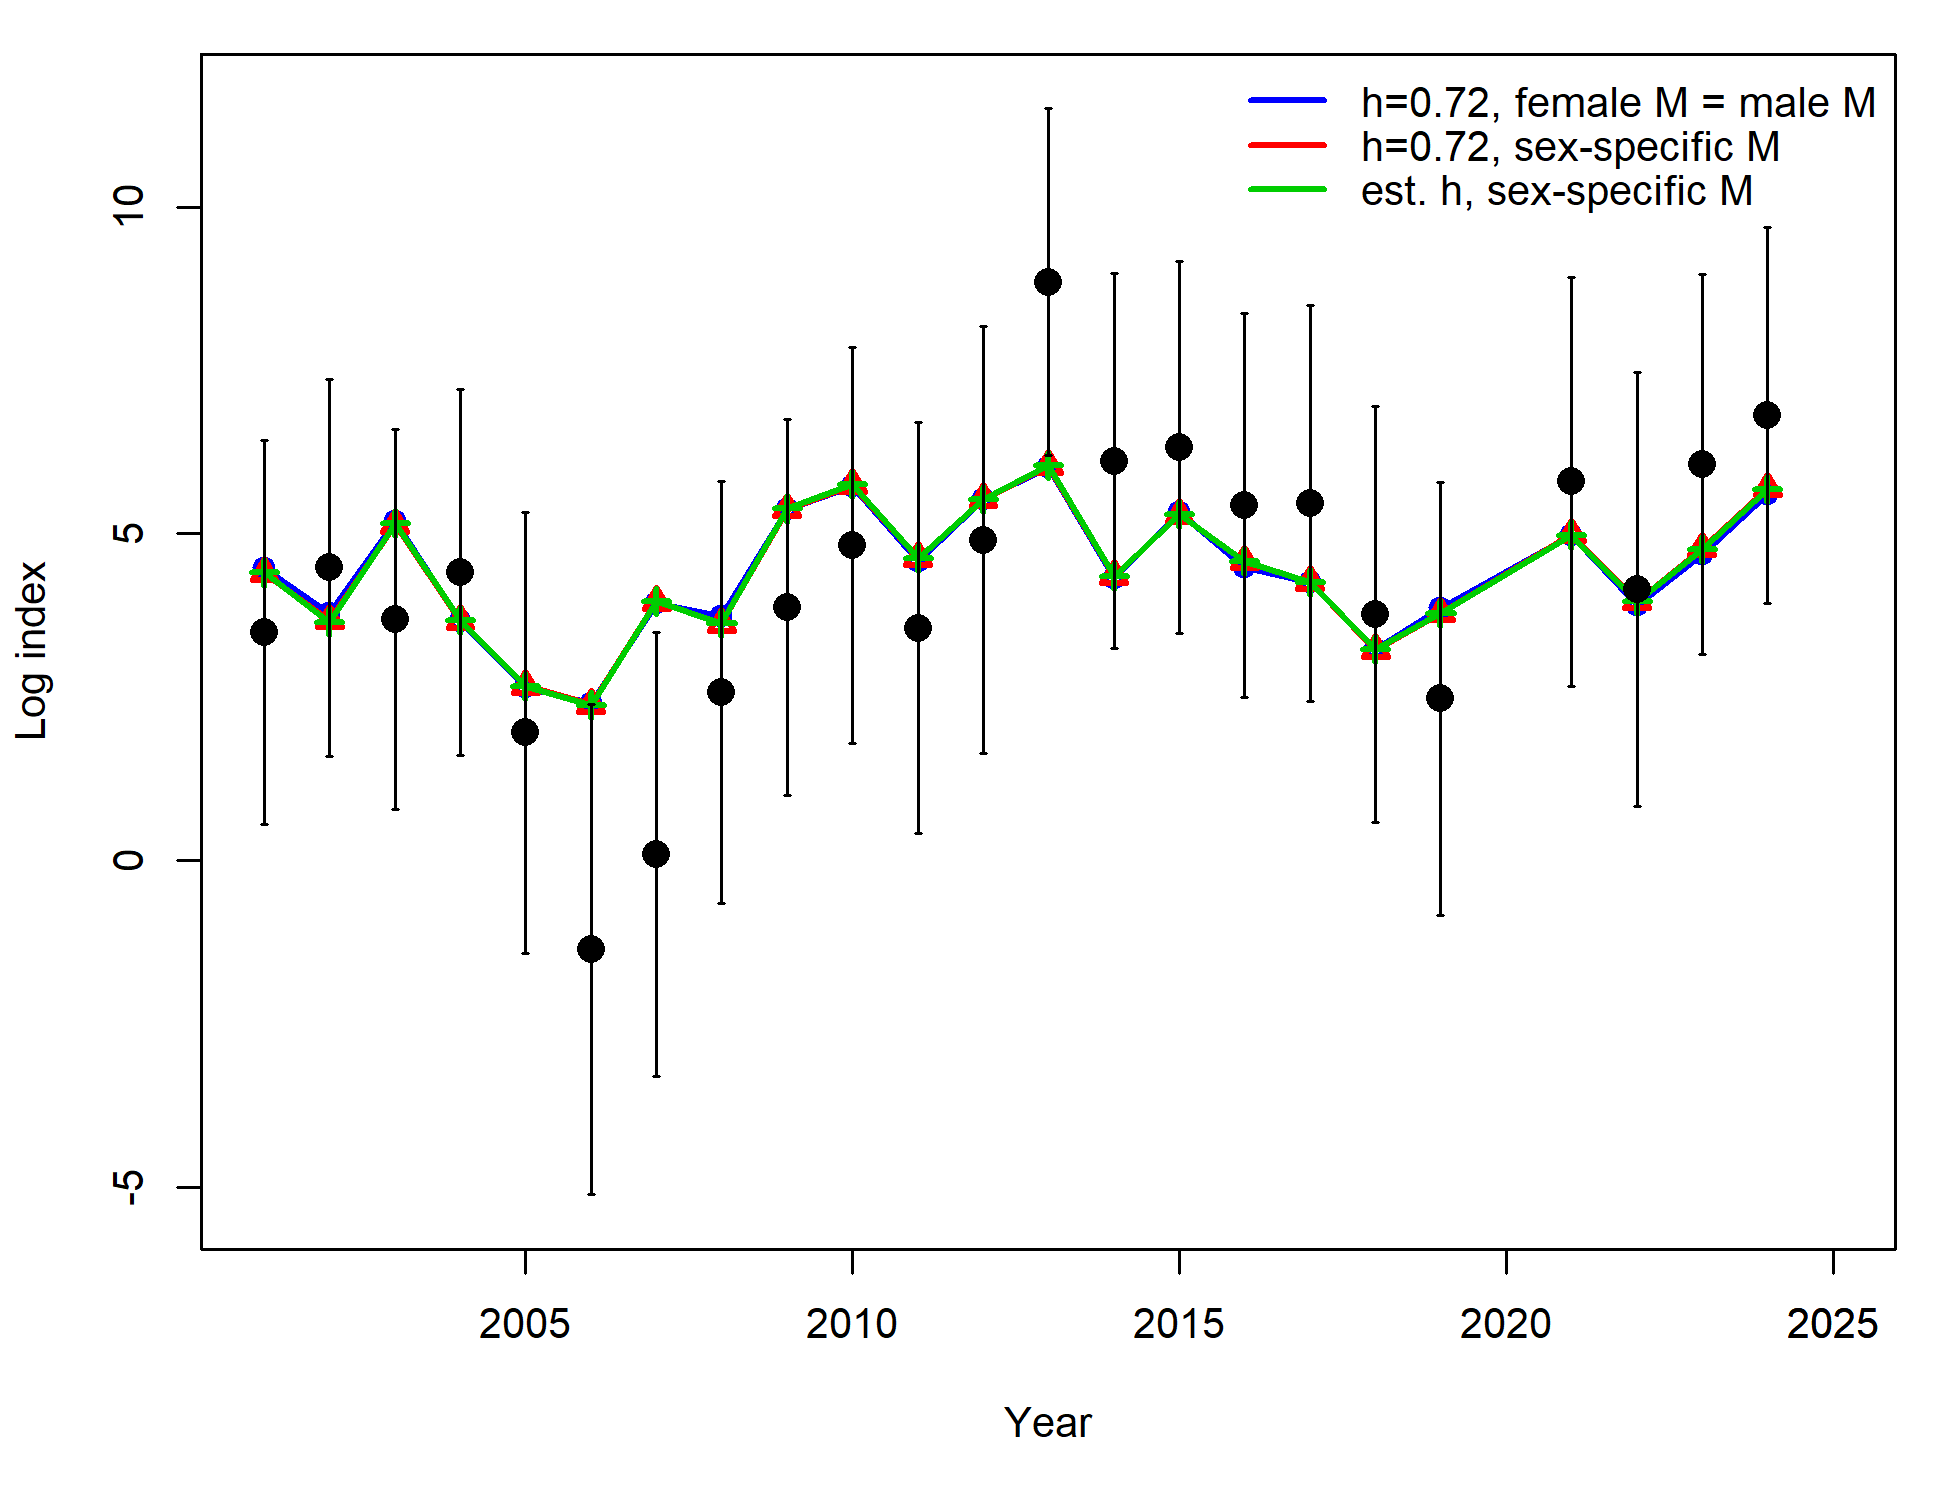 h=0.72, female M = male M
h=0.72, sex-specific M
est. h, sex-specific M
10
5
0
-5
Log index
2005 2010 2015 2020 2025
Year